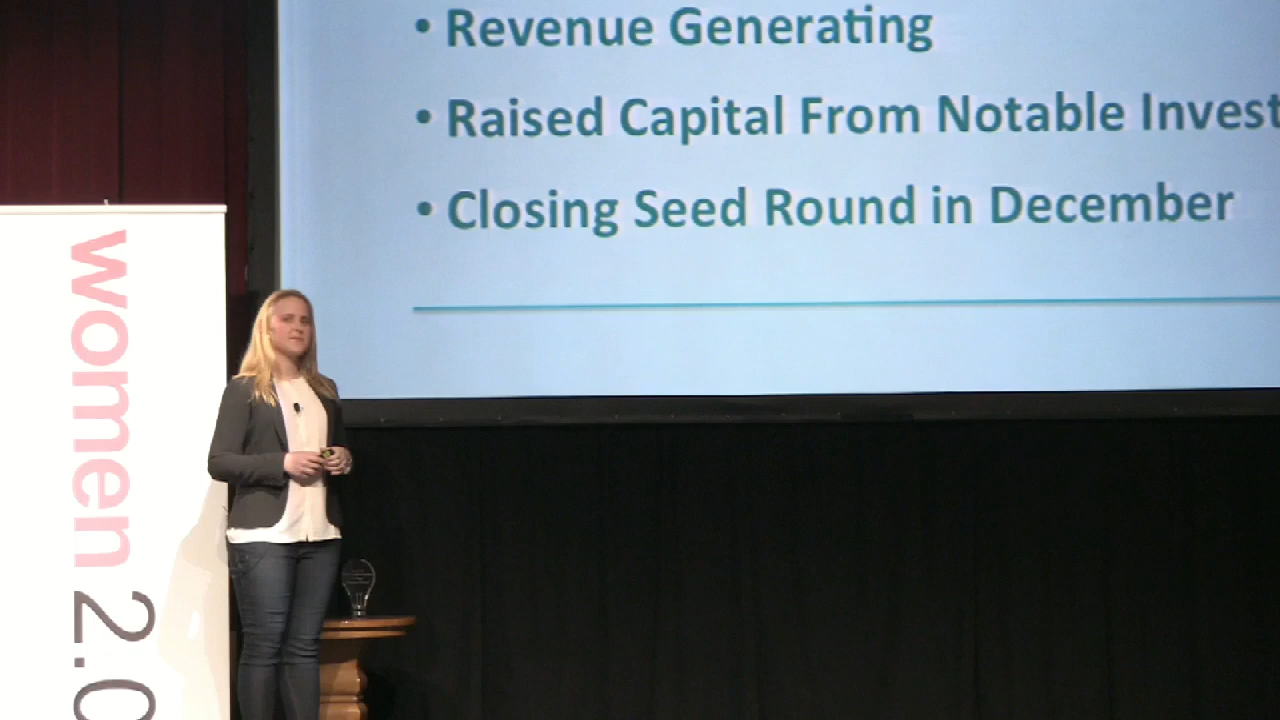 • Revenue Generating
• Raised Capital From Notable Invest
• Closing Seed Round in December
women 2.0